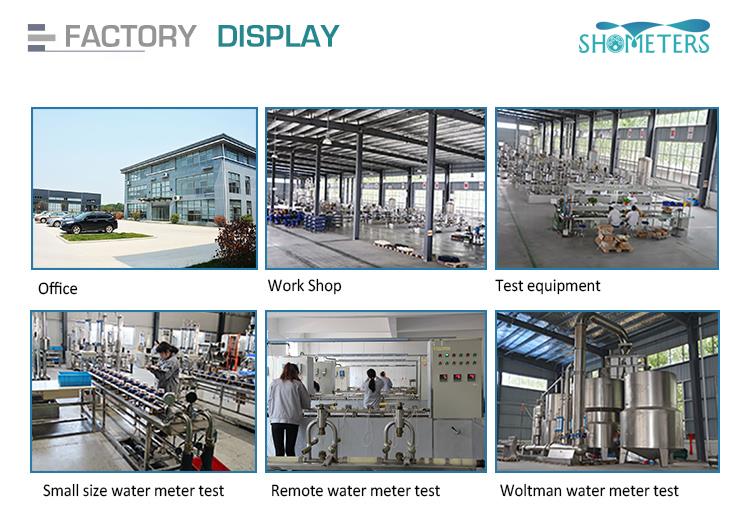 FACTORY DISPLAY
SHOMETERS
Office
Work Shop
Test equipment
Small size water meter test
Remote water meter test
Woltman water meter test